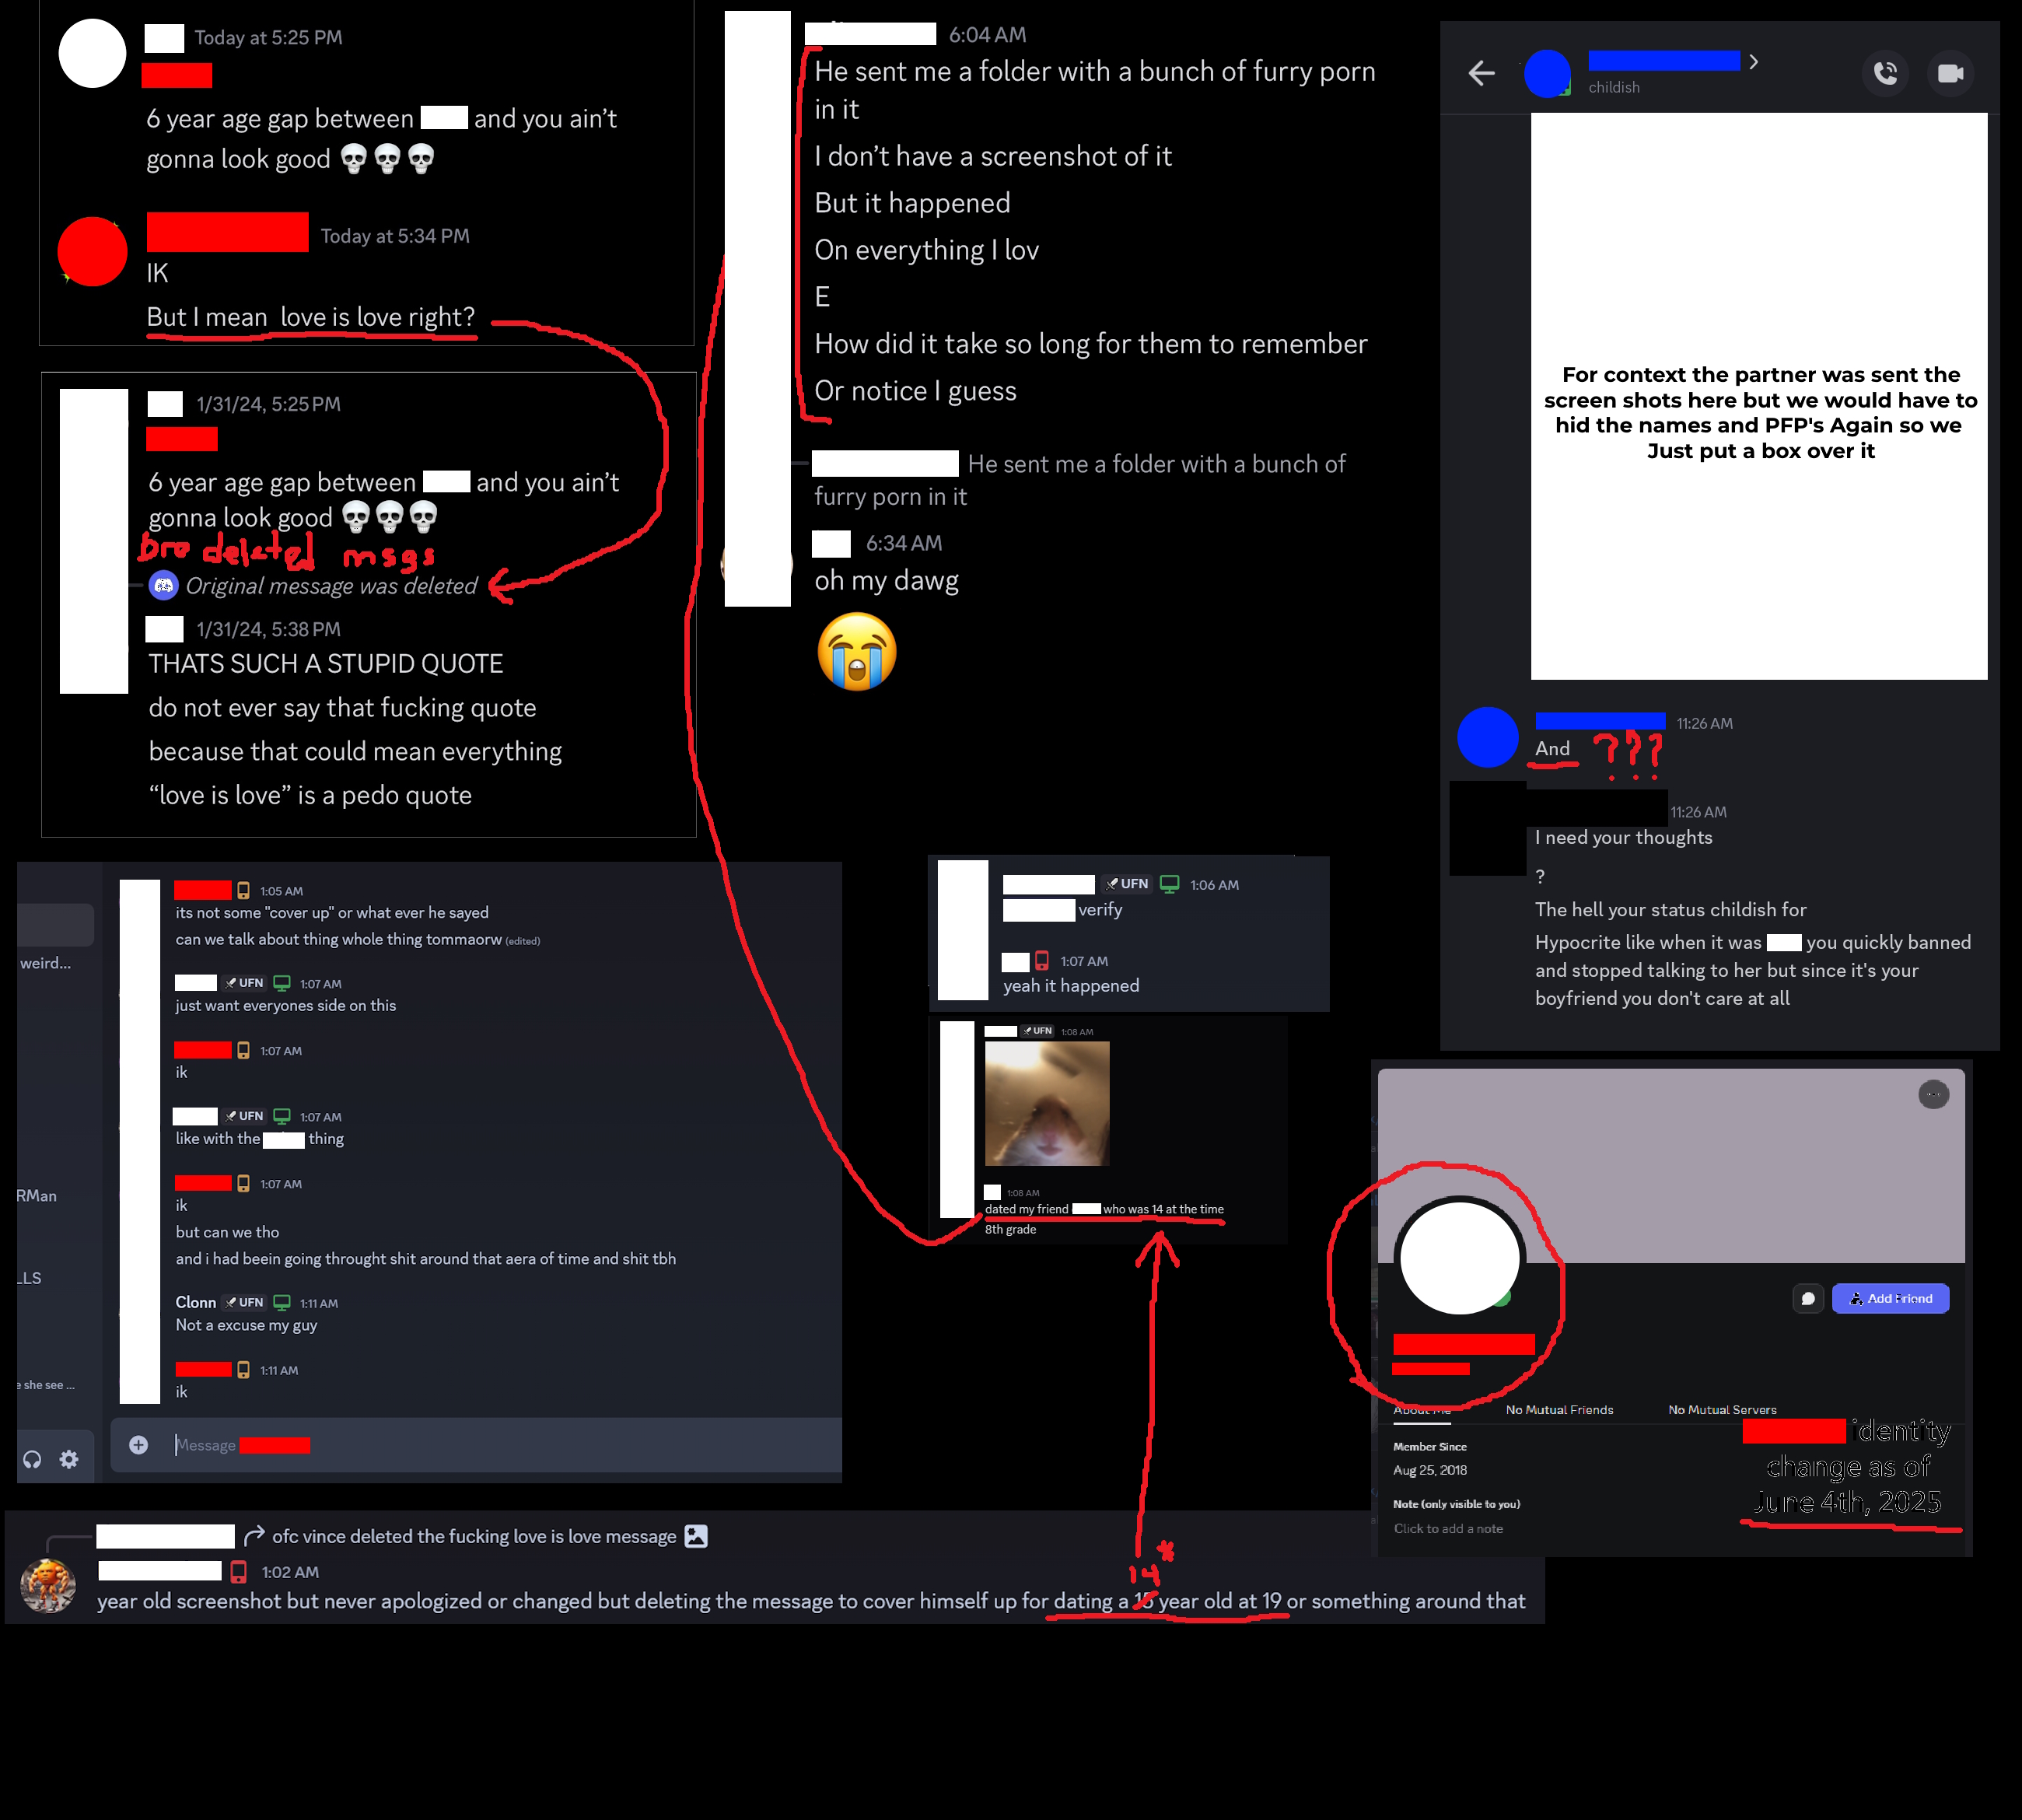 Today at 5:25 PM
6 year age gap between and you ain't
gonna look good 💀💀💀
Today at 5:34 PM
IK
But I mean love is love right?
1/31/24, 5:25 PM
6 year age gap between and you ain't
gonna look good 💀💀💀
bro deleted msgs
Original message was deleted
1/31/24, 5:38 PM
THATS SUCH A STUPID QUOTE
do not ever say that fucking quote
because that could mean everything
“love is love” is a pedo quote
6:04 AM
He sent me a folder with a bunch of furry porn
in it
I don't have a screenshot of it
But it happened
On everything I lov
E
How did it take so long for them to remember
Or notice I guess
He sent me a folder with a bunch of
furry porn in it
6:34 AM
oh my dawg
😭
childish
For context the partner was sent the
screen shots here but we would have to
hid the names and PFP's Again so we
Just put a box over it
11:26 AM
And ???
11:26 AM
I need your thoughts
?
The hell your status childish for
Hypocrite like when it was you quickly banned
and stopped talking to her but since it's your
boyfriend you don't care at all
weird...
RMan
LLS
e she see ...
1:05 AM
its not some "cover up" or what ever he sayed
can we talk about thing whole thing tommaorw (edited)
UFN 1:07 AM
just want everyones side on this
1:07 AM
ik
UFN 1:07 AM
like with the thing
1:07 AM
ik
but can we tho
and i had beein going throught shit around that aera of time and shit tbh
Clonn UFN 1:11 AM
Not a excuse my guy
1:11 AM
ik
Message
UFN 1:06 AM
verify
1:07 AM
yeah it happened
UFN 1:08 AM
1:08 AM
dated my friend who was 14 at the time
8th grade
Add Friend
About Me No Mutual Friends No Mutual Servers
Member Since
Aug 25, 2018
Note (only visible to you)
Click to add a note
identity
change as of
June 4th, 2025
ofc vince deleted the fucking love is love message
1:02 AM
14*
year old screenshot but never apologized or changed but deleting the message to cover himself up for dating a 15 year old at 19 or something around that